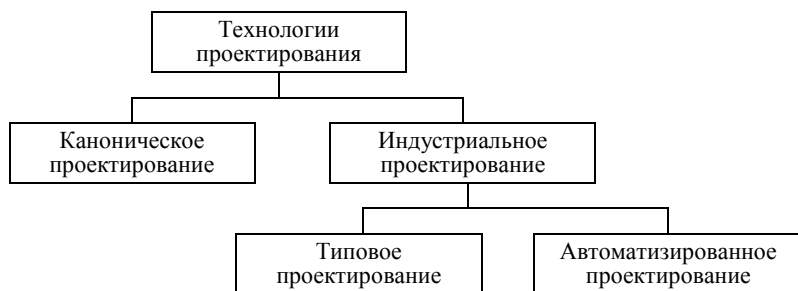 Технологии
проектирования
Каноническое
проектирование
Индустриальное
проектирование
Типовое
проектирование
Автоматизированное
проектирование